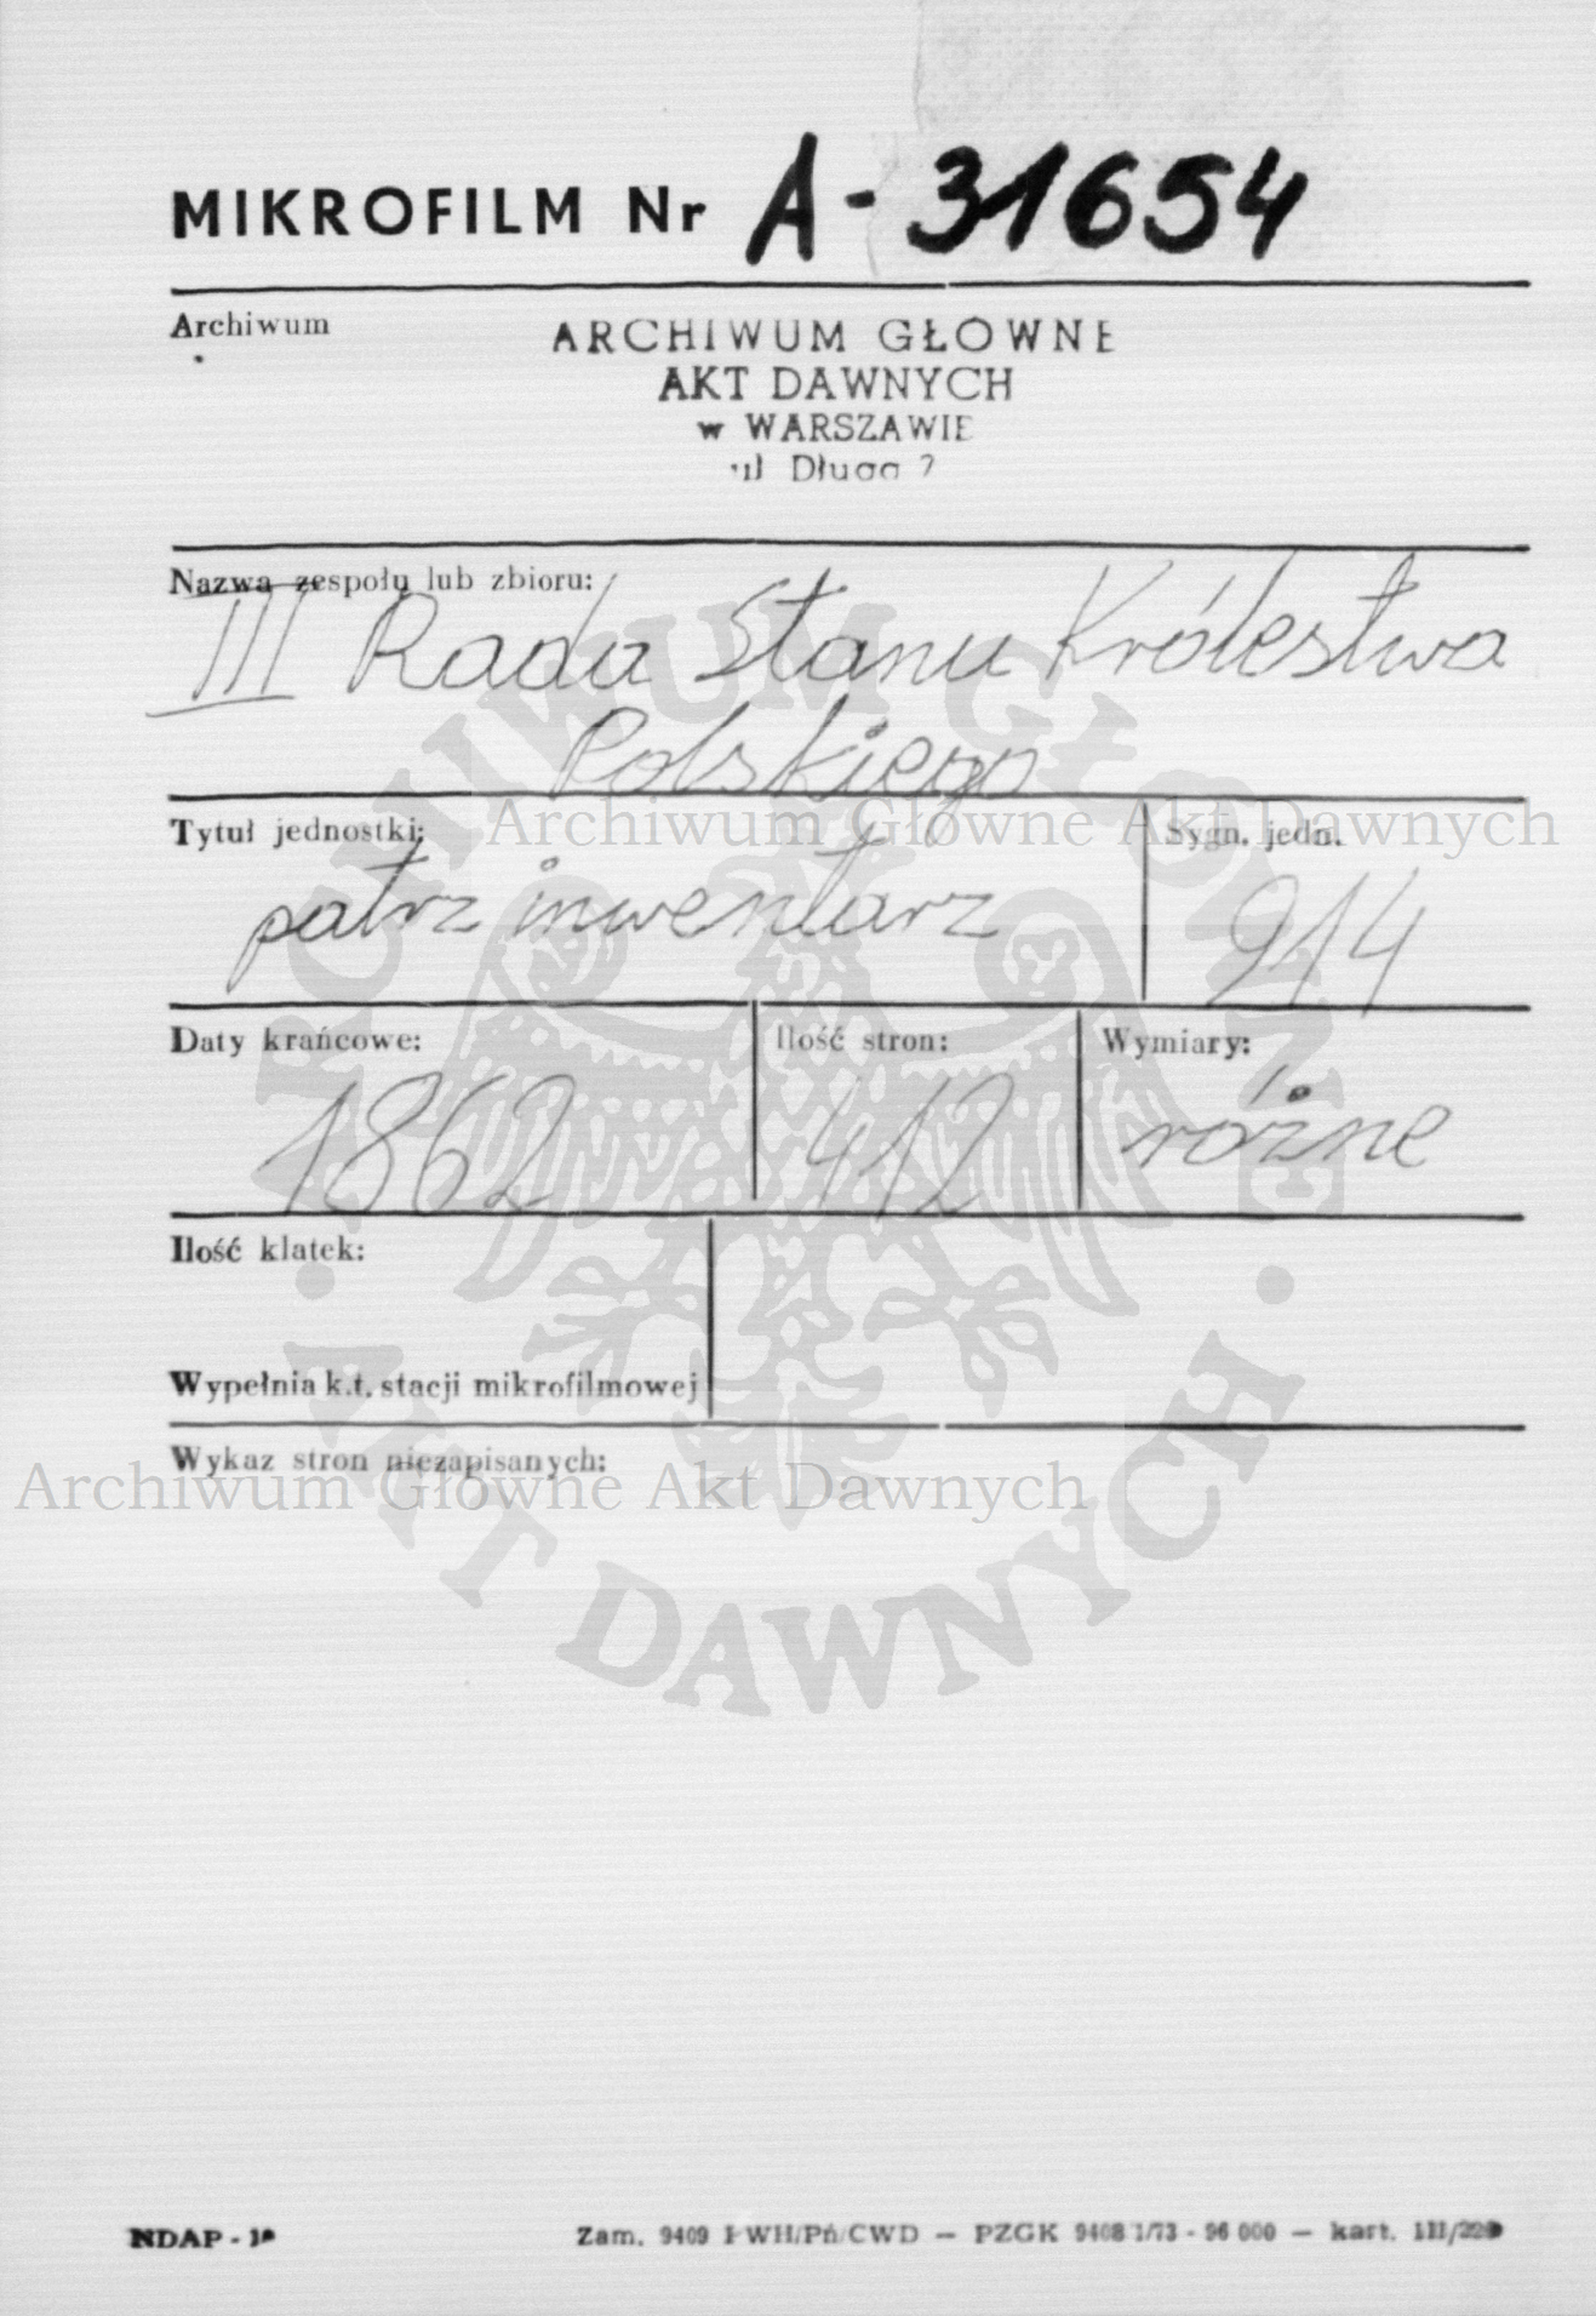 MIKROFILM Nr A-31654
Archiwum
ARCHIWUM GŁOWNE
AKT DAWNYCH
w WARSZAWIE
ul Długa 7
Nazwa zespołu lub zbioru:
III Rada Stanu Królestwa
Polskiego
Archiwum Główne Akt Dawnych
Tytuł jednostki:
Sygn. jedn.
patrz inwentarz
914
Daty krańcowe:
Ilość stron:
Wymiary:
1862
412
różne
Ilość klatek:
Wypełnia k.t. stacji mikrofilmowej
Wykaz stron niezapisanych:
Archiwum Główne Akt Dawnych
ARCHIWUM GŁÓWNE
AKT DAWNYCH
NDAP -
Zam. 9409 WH/Pń/CWD — PZGK 9408 1/73 - 96 000 — kart. III/